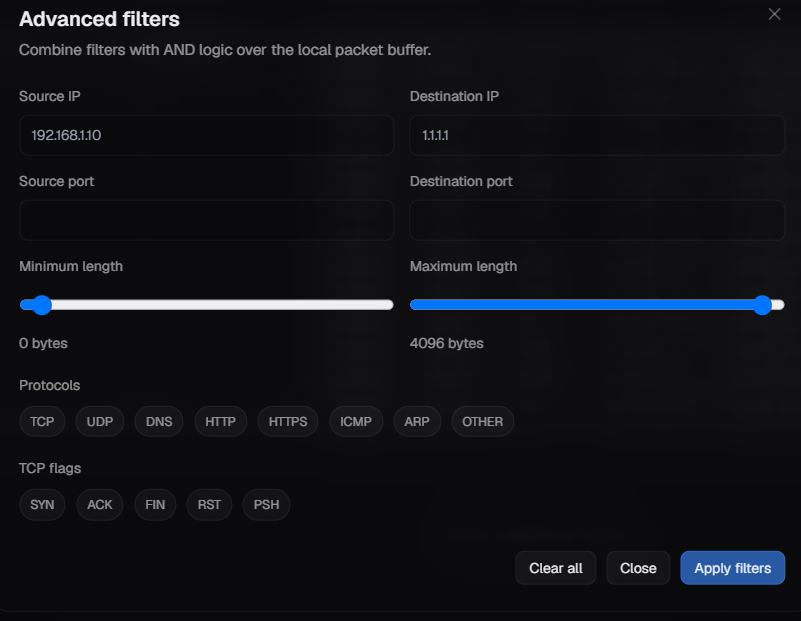 Advanced filters
Combine filters with AND logic over the local packet buffer.
Source IP
Destination IP
192.168.1.10
1.1.1.1
Source port
Destination port
Minimum length
Maximum length
0 bytes
4096 bytes
Protocols
TCP UDP DNS HTTP HTTPS ICMP ARP OTHER
TCP flags
SYN ACK FIN RST PSH
Clear all Close Apply filters